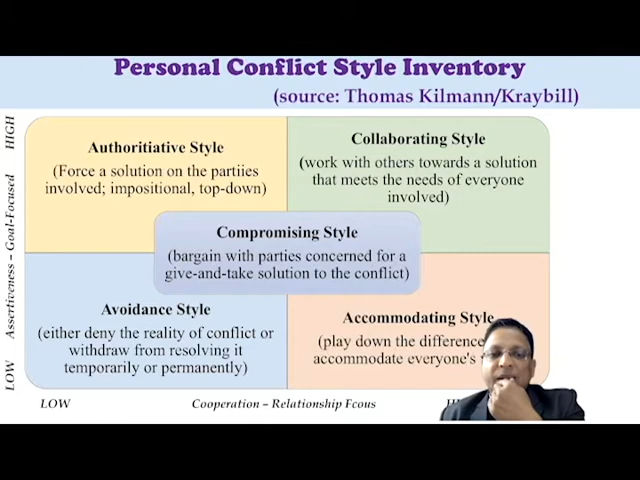 Personal Conflict Style Inventory
(source: Thomas Kilmann/Kraybill)
HIGH
Assertiveness – Goal-Focused
LOW
Authoritiative Style
(Force a solution on the partiies
involved; impositional, top-down)
Collaborating Style
(work with others towards a solution
that meets the needs of everyone
involved)
Compromising Style
(bargain with parties concerned for a
give-and-take solution to the conflict)
Avoidance Style
(either deny the reality of conflict or
withdraw from resolving it
temporarily or permanently)
Accommodating Style
(play down the
accommodate everyone's
LOW
Cooperation – Relationship Fcous